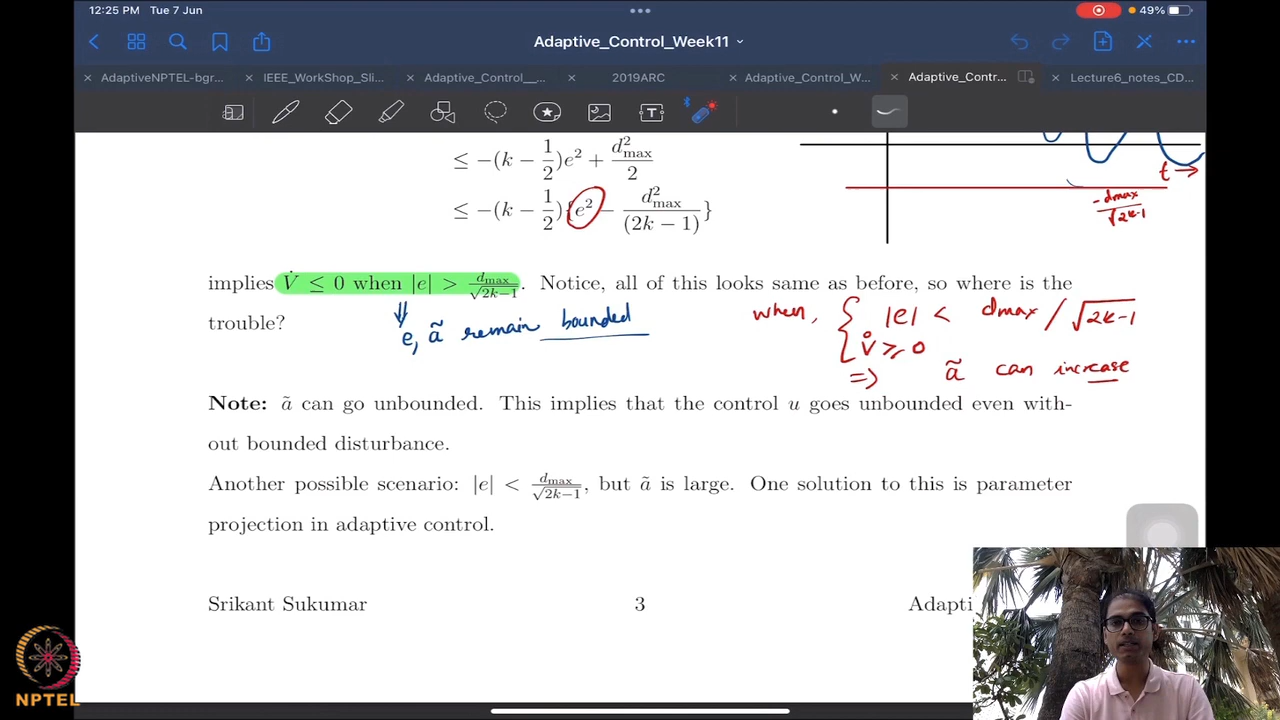 12:25 PM Tue 7 Jun
49%
Adaptive_Control_Week11
AdaptiveNPTEL-bgr... IEEE_WorkShop_Sli... Adaptive_Control__... 2019ARC Adaptive_Control_W... Adaptive_Contr... Lecture6_notes_CD...
≤ −(k − 1/2)e² + d²max/2
≤ −(k − 1/2){e² − d²max/(2k − 1)}
t →
−dmax/√2k-1
implies V̇ ≤ 0 when |e| > dmax/√2k−1. Notice, all of this looks same as before, so where is the
trouble?
⇓
e, ã remain bounded
when, { |e| < dmax / √2k-1
V̇ ≥ 0
⇒ ã can increase
Note: ã can go unbounded. This implies that the control u goes unbounded even with-
out bounded disturbance.
Another possible scenario: |e| < dmax/√2k−1, but ã is large. One solution to this is parameter
projection in adaptive control.
Srikant Sukumar 3 Adapti
NPTEL